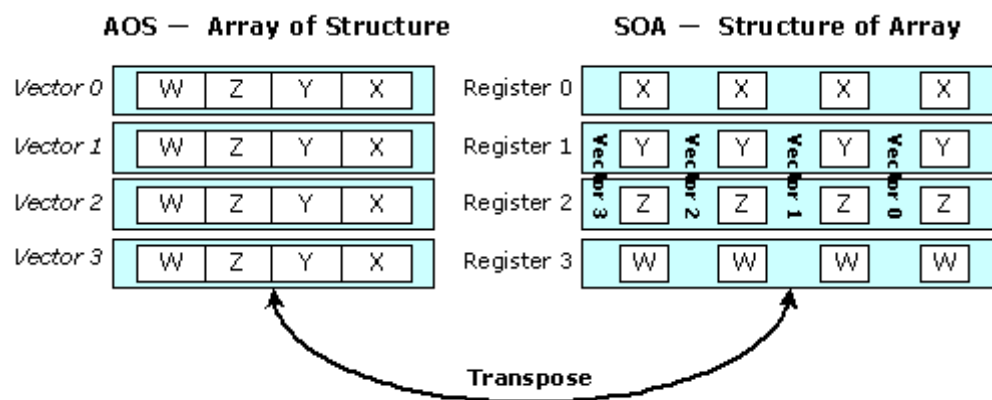 AOS — Array of Structure
SOA — Structure of Array
Vector 0 W Z Y X
Vector 1 W Z Y X
Vector 2 W Z Y X
Vector 3 W Z Y X
Register 0 X X X X
Register 1 Y Y Y Y
Register 2 Z Z Z Z
Register 3 W W W W
Vector 3
Vector 2
Vector 1
Vector 0
Transpose